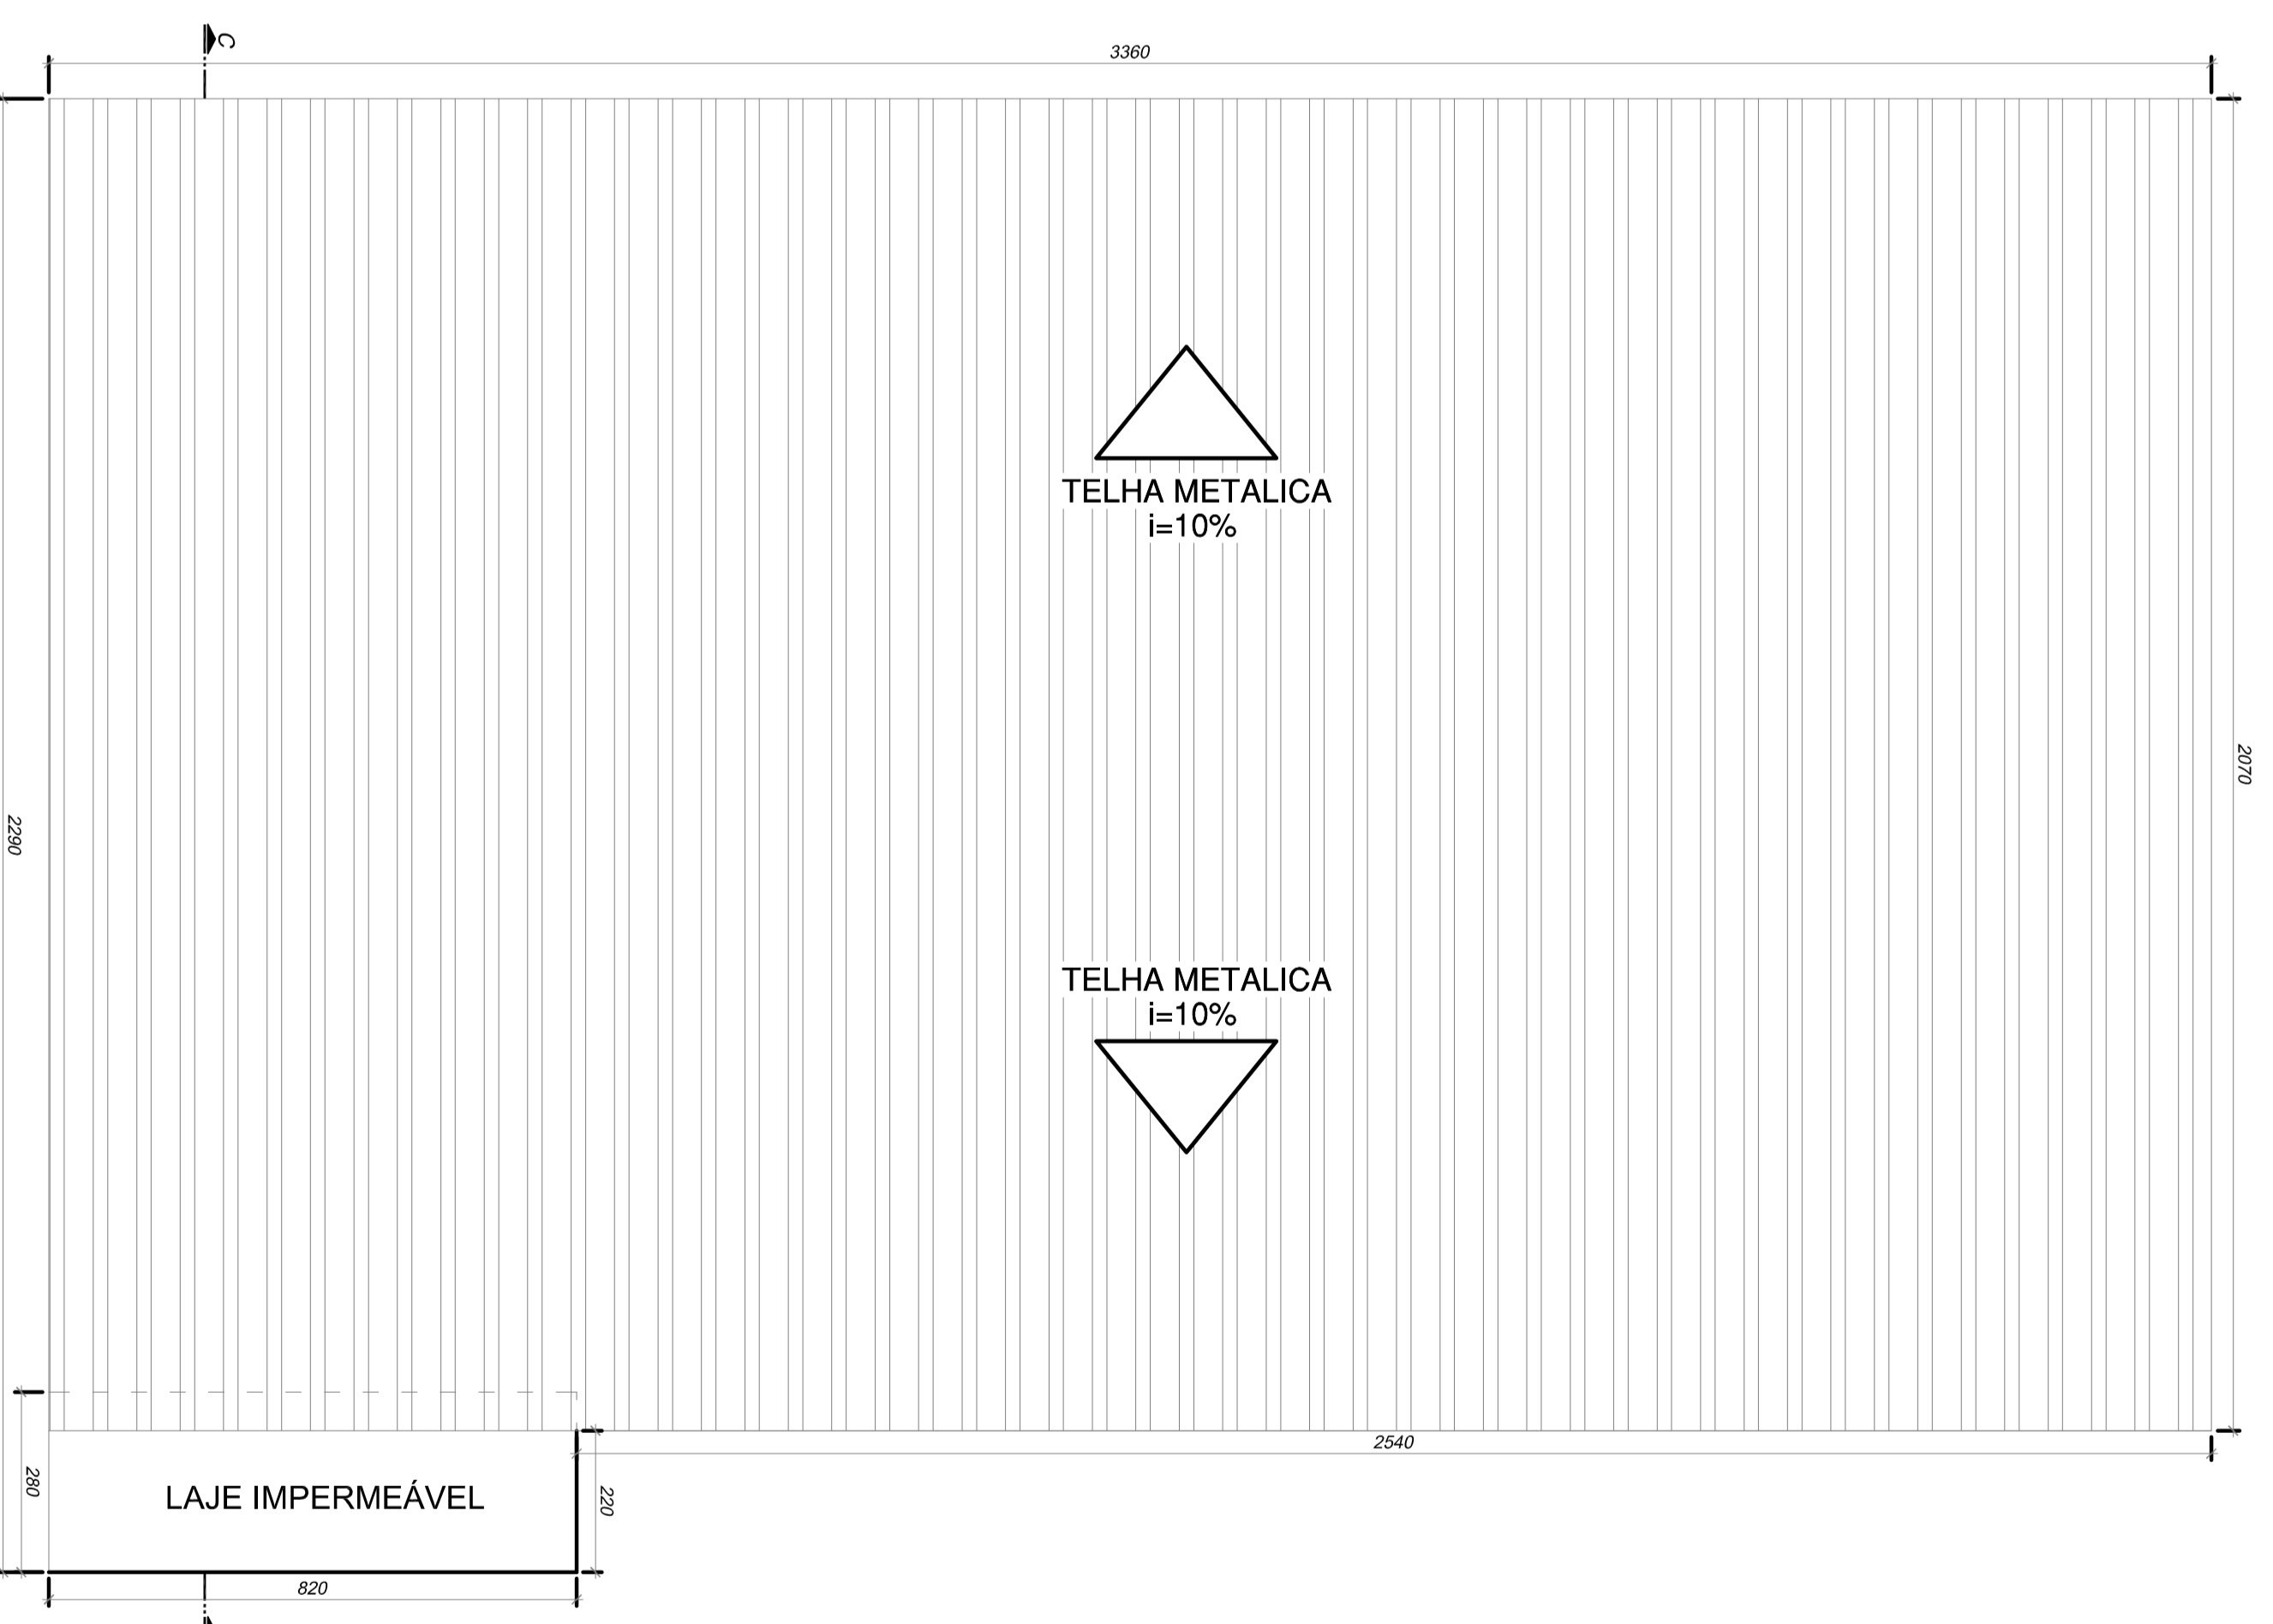 C
3360
TELHA METALICA
i=10%
2070
2290
TELHA METALICA
i=10%
2540
280
LAJE IMPERMEÁVEL
220
820